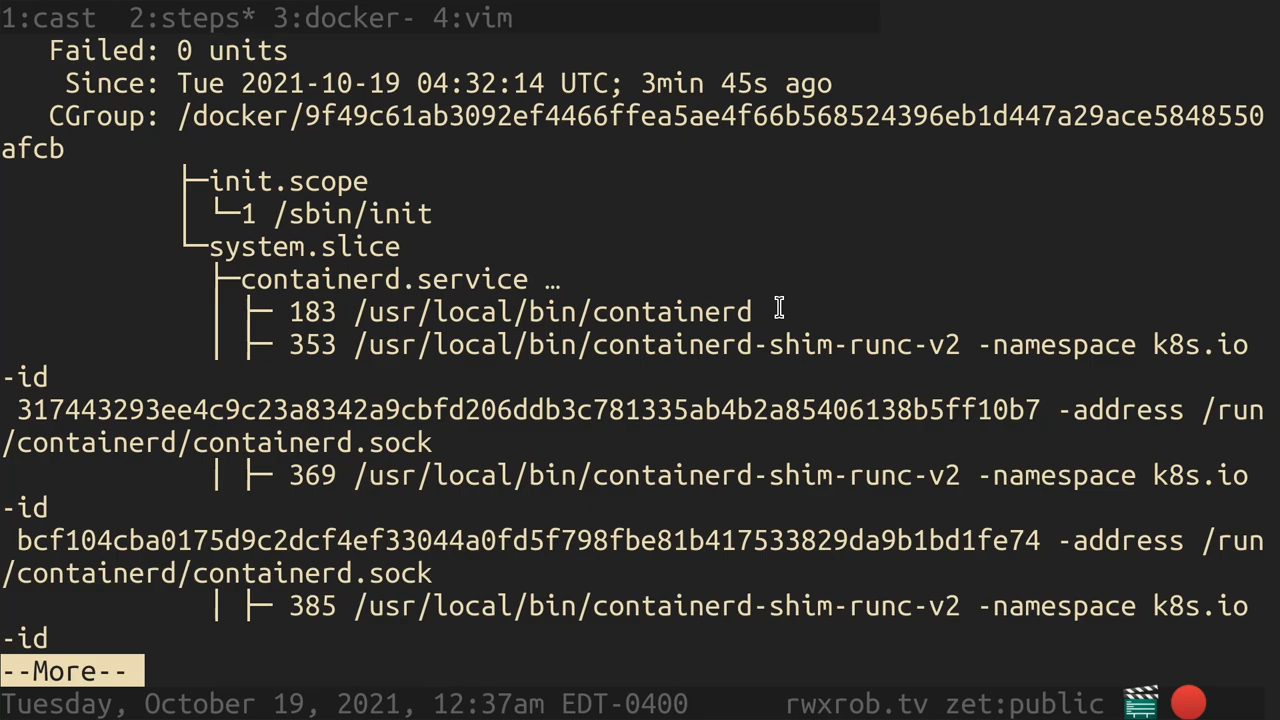 1:cast  2:steps* 3:docker- 4:vim
Failed: 0 units
Since: Tue 2021-10-19 04:32:14 UTC; 3min 45s ago
CGroup: /docker/9f49c61ab3092ef4466ffea5ae4f66b568524396eb1d447a29ace5848550
afcb
├─init.scope
│ └─1 /sbin/init
└─system.slice
├─containerd.service …
│ ├─ 183 /usr/local/bin/containerd
│ ├─ 353 /usr/local/bin/containerd-shim-runc-v2 -namespace k8s.io
-id
317443293ee4c9c23a8342a9cbfd206ddb3c781335ab4b2a85406138b5ff10b7 -address /run
/containerd/containerd.sock
│ ├─ 369 /usr/local/bin/containerd-shim-runc-v2 -namespace k8s.io
-id
bcf104cba0175d9c2dcf4ef33044a0fd5f798fbe81b417533829da9b1bd1fe74 -address /run
/containerd/containerd.sock
│ ├─ 385 /usr/local/bin/containerd-shim-runc-v2 -namespace k8s.io
-id
--More--
Tuesday, October 19, 2021, 12:37am EDT-0400 rwxrob.tv zet:public